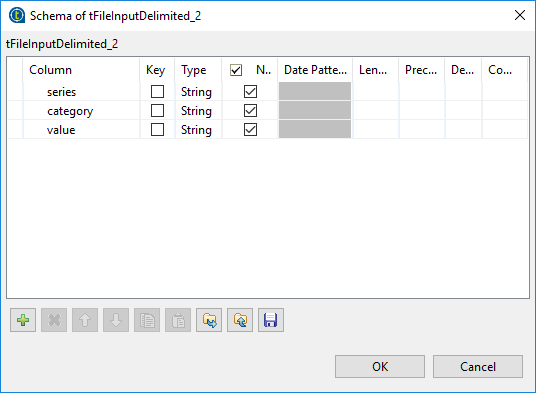 Schema of tFileInputDelimited_2
tFileInputDelimited_2
Column Key Type N.. Date Patte... Len... Prec... De... Co...
series String
category String
value String
OK Cancel